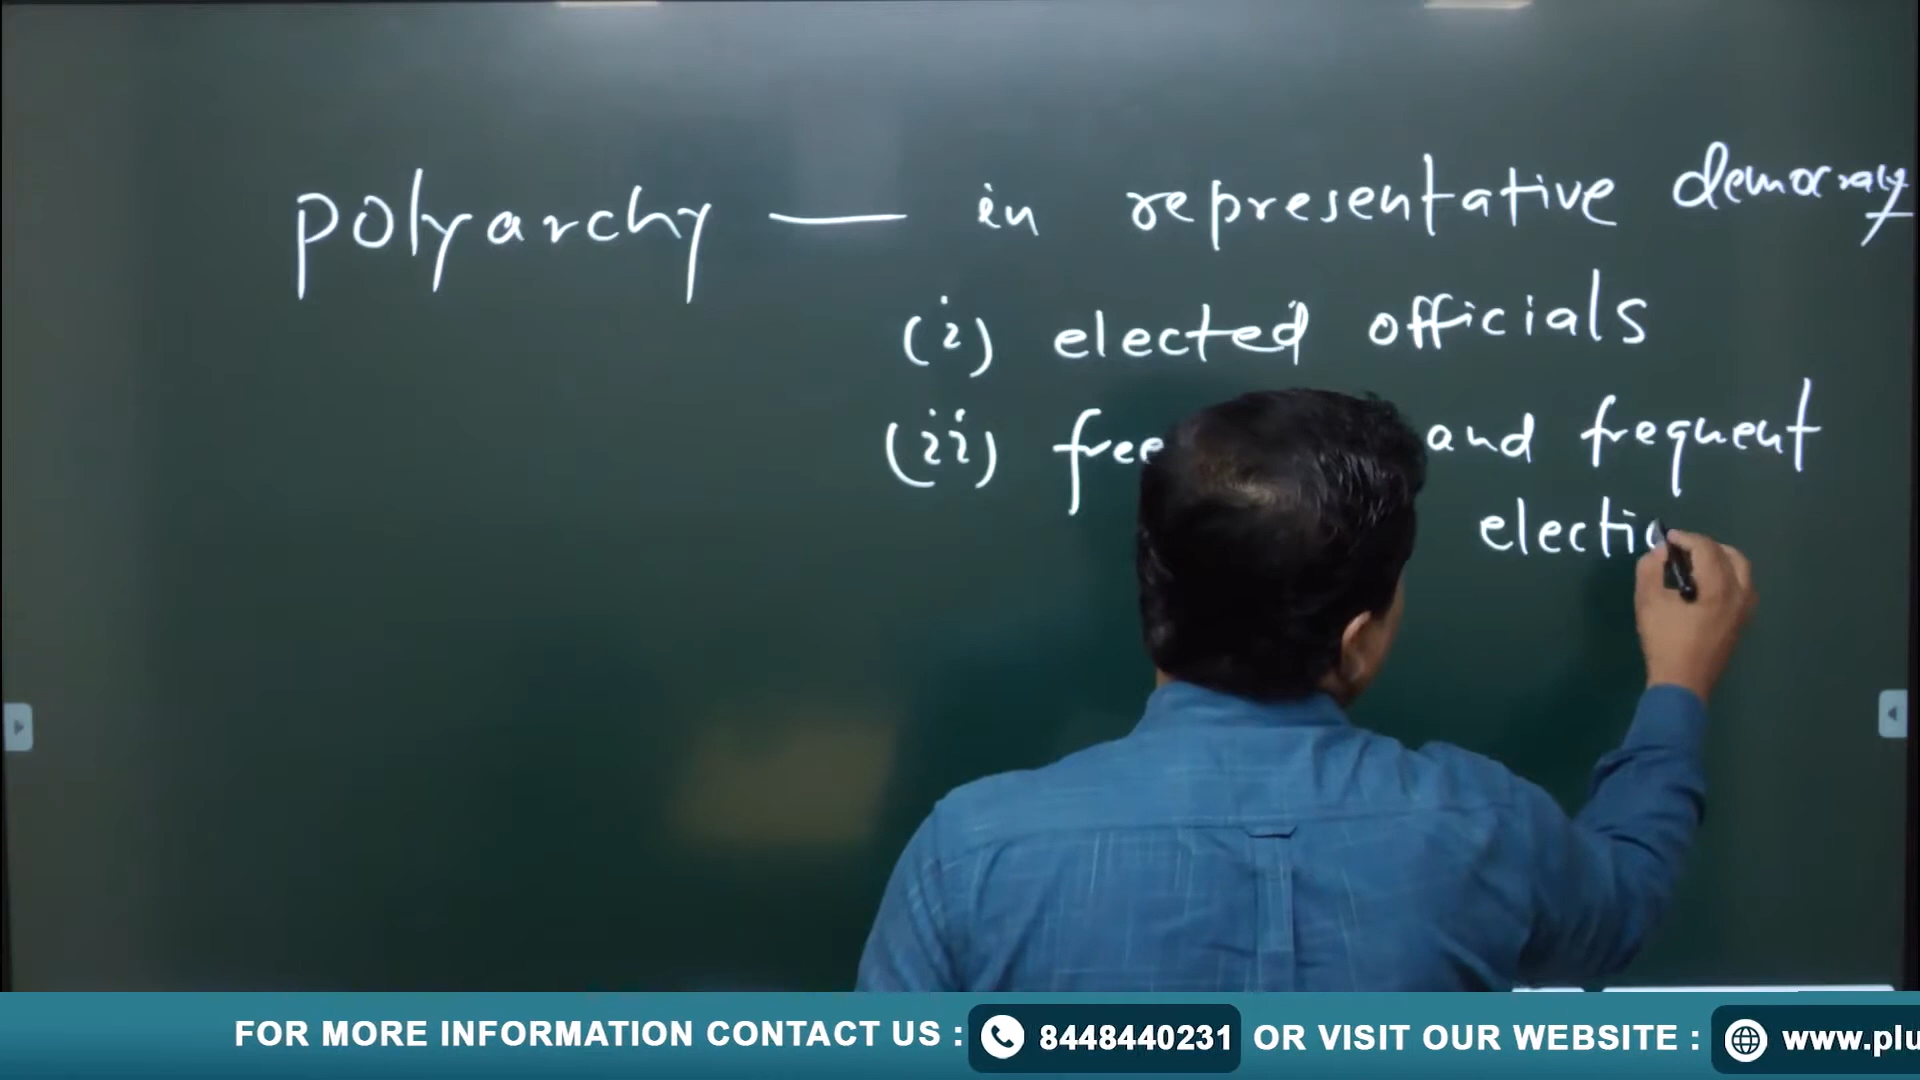 polyarchy — in representative democracy
(i) elected officials
(ii) free and frequent
electio
FOR MORE INFORMATION CONTACT US : 8448440231 OR VISIT OUR WEBSITE : www.plu